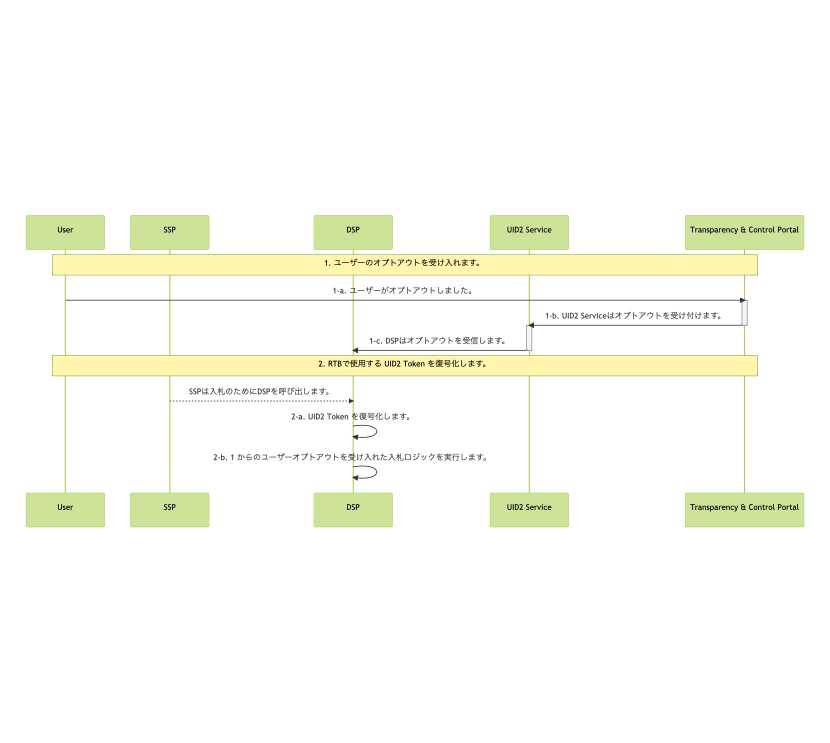 User
SSP
DSP
UID2 Service
Transparency & Control Portal
1. ユーザーのオプトアウトを受け入れます。
1-a. ユーザーがオプトアウトしました。
1-b. UID2 Serviceはオプトアウトを受け付けます。
1-c. DSPはオプトアウトを受信します。
2. RTBで使用する UID2 Token を復号化します。
SSPは入札のためにDSPを呼び出します。
2-a. UID2 Token を復号化します。
2-b. 1 からのユーザーオプトアウトを受け入れた入札ロジックを実行します。
User
SSP
DSP
UID2 Service
Transparency & Control Portal